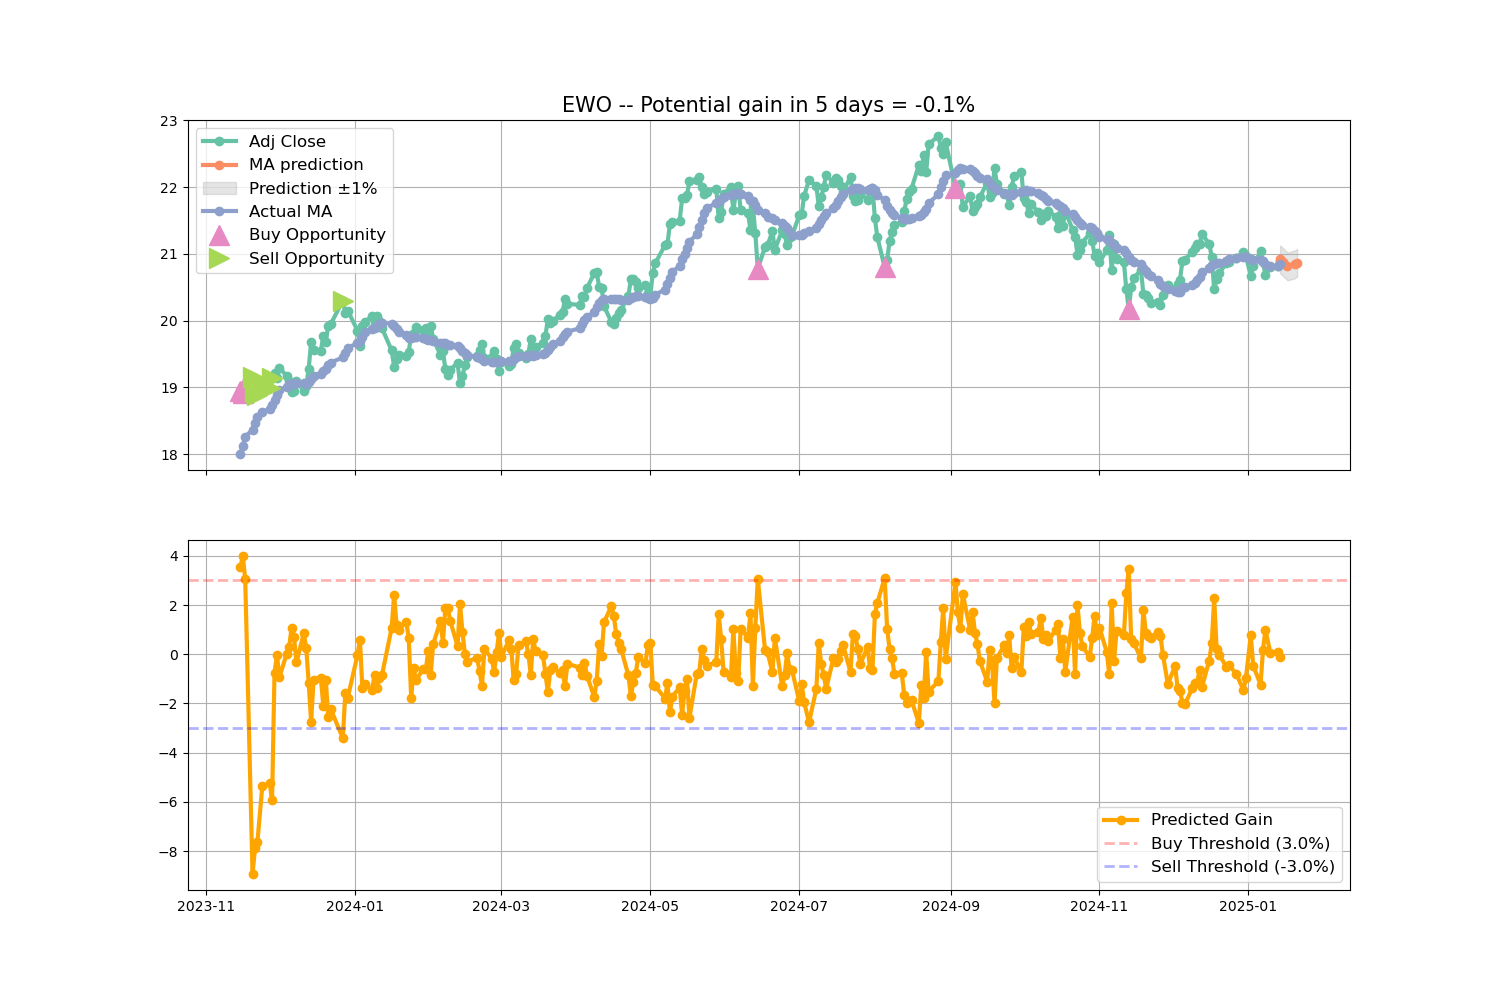 EWO -- Potential gain in 5 days = -0.1%
23
22
21
20
19
18
Adj Close
MA prediction
Prediction ±1%
Actual MA
Buy Opportunity
Sell Opportunity
4
2
0
−2
−4
−6
−8
Predicted Gain
Buy Threshold (3.0%)
Sell Threshold (-3.0%)
2023-11 2024-01 2024-03 2024-05 2024-07 2024-09 2024-11 2025-01